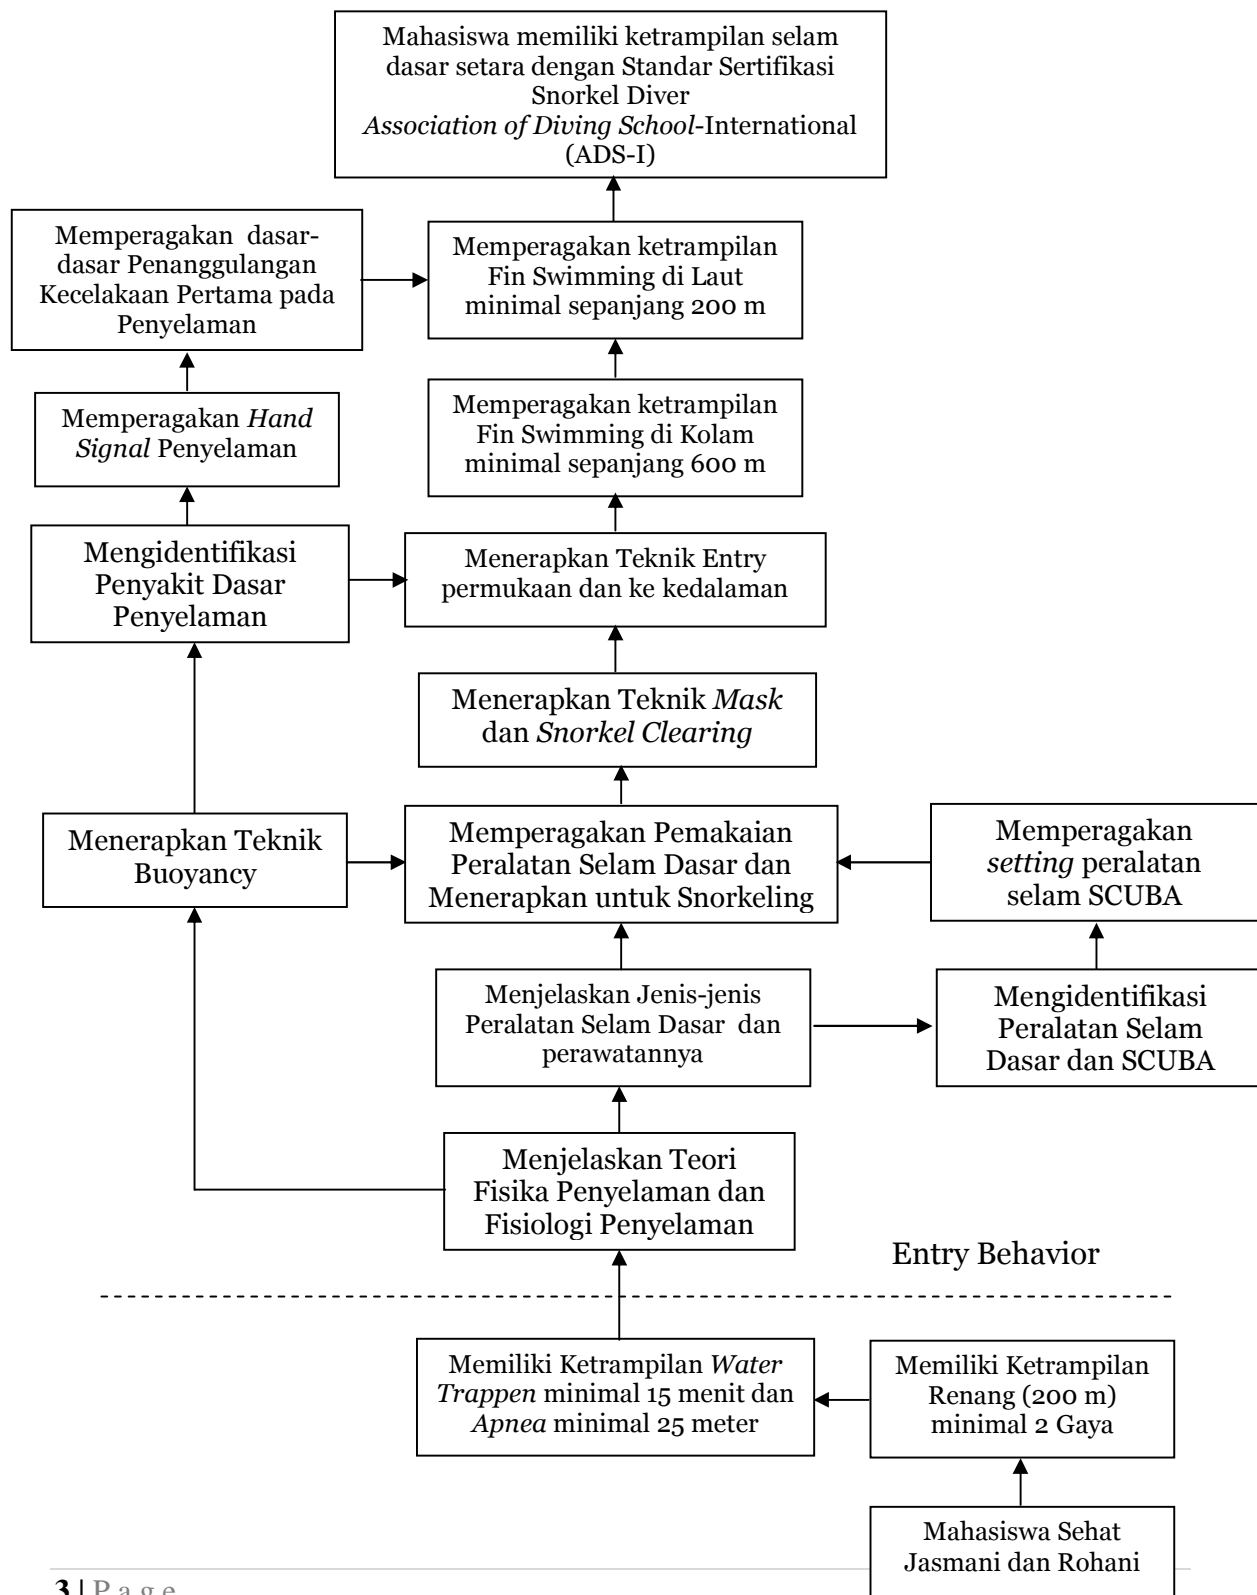 Mahasiswa memiliki ketrampilan selam
dasar setara dengan Standar Sertifikasi
Snorkel Diver
Association of Diving School-International
(ADS-I)
Memperagakan dasar-
dasar Penanggulangan
Kecelakaan Pertama pada
Penyelaman
Memperagakan ketrampilan
Fin Swimming di Laut
minimal sepanjang 200 m
Memperagakan Hand
Signal Penyelaman
Memperagakan ketrampilan
Fin Swimming di Kolam
minimal sepanjang 600 m
Mengidentifikasi
Penyakit Dasar
Penyelaman
Menerapkan Teknik Entry
permukaan dan ke kedalaman
Menerapkan Teknik Mask
dan Snorkel Clearing
Menerapkan Teknik
Buoyancy
Memperagakan Pemakaian
Peralatan Selam Dasar dan
Menerapkan untuk Snorkeling
Memperagakan
setting peralatan
selam SCUBA
Menjelaskan Jenis-jenis
Peralatan Selam Dasar dan
perawatannya
Mengidentifikasi
Peralatan Selam
Dasar dan SCUBA
Menjelaskan Teori
Fisika Penyelaman dan
Fisiologi Penyelaman
Entry Behavior
Memiliki Ketrampilan Water
Trappen minimal 15 menit dan
Apnea minimal 25 meter
Memiliki Ketrampilan
Renang (200 m)
minimal 2 Gaya
Mahasiswa Sehat
Jasmani dan Rohani
3 | P a g e